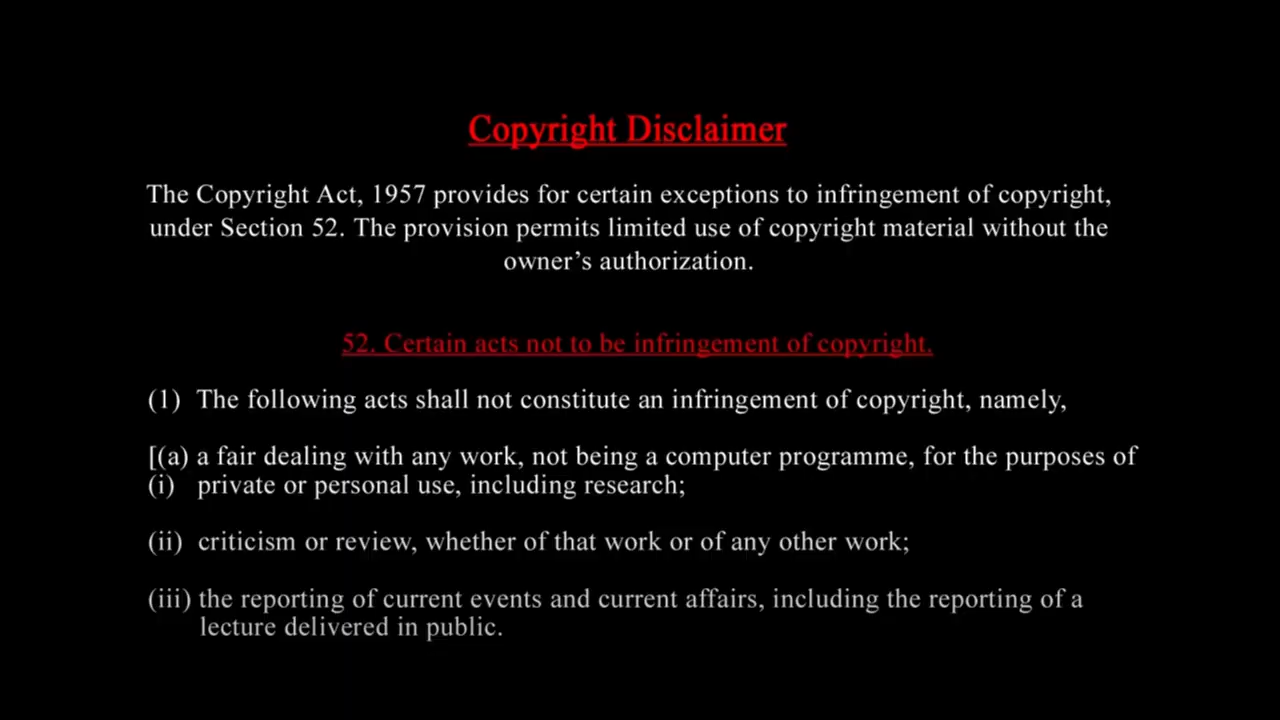 Copyright Disclaimer
The Copyright Act, 1957 provides for certain exceptions to infringement of copyright,
under Section 52. The provision permits limited use of copyright material without the
owner’s authorization.
52. Certain acts not to be infringement of copyright.
(1) The following acts shall not constitute an infringement of copyright, namely,
[(a) a fair dealing with any work, not being a computer programme, for the purposes of
(i) private or personal use, including research;
(ii) criticism or review, whether of that work or of any other work;
(iii) the reporting of current events and current affairs, including the reporting of a
lecture delivered in public.